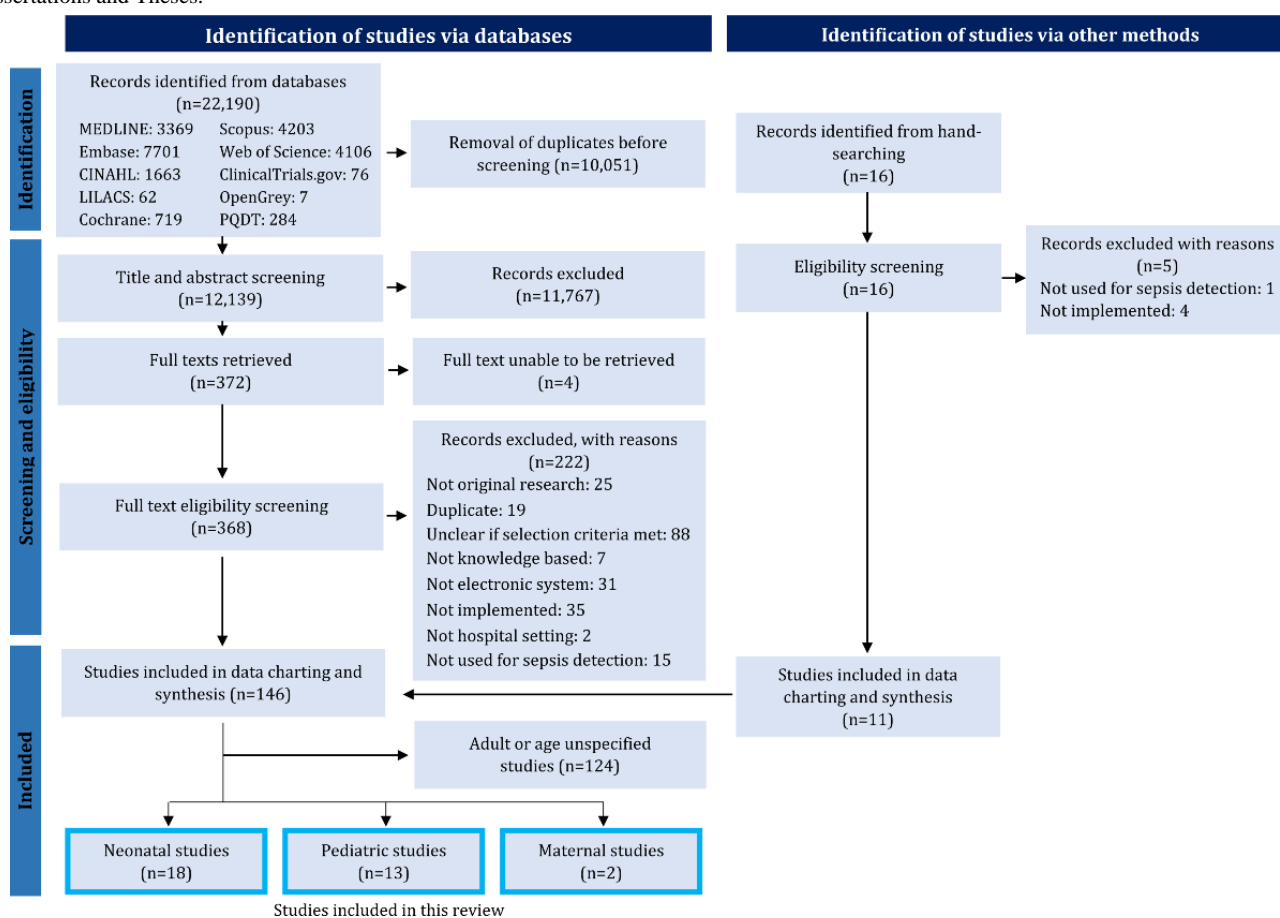 ssertations and Theses.
Identification of studies via databases
Identification of studies via other methods
Identification
Records identified from databases
(n=22,190)
MEDLINE: 3369
Embase: 7701
CINAHL: 1663
LILACS: 62
Cochrane: 719
Scopus: 4203
Web of Science: 4106
ClinicalTrials.gov: 76
OpenGrey: 7
PQDT: 284
Removal of duplicates before
screening (n=10,051)
Records identified from hand-
searching
(n=16)
Screening and eligibility
Title and abstract screening
(n=12,139)
Records excluded
(n=11,767)
Eligibility screening
(n=16)
Records excluded with reasons
(n=5)
Not used for sepsis detection: 1
Not implemented: 4
Full texts retrieved
(n=372)
Full text unable to be retrieved
(n=4)
Full text eligibility screening
(n=368)
Records excluded, with reasons
(n=222)
Not original research: 25
Duplicate: 19
Unclear if selection criteria met: 88
Not knowledge based: 7
Not electronic system: 31
Not implemented: 35
Not hospital setting: 2
Not used for sepsis detection: 15
Included
Studies included in data charting and
synthesis (n=146)
Studies included in data
charting and synthesis
(n=11)
Adult or age unspecified
studies (n=124)
Neonatal studies
(n=18)
Pediatric studies
(n=13)
Maternal studies
(n=2)
Studies included in this review